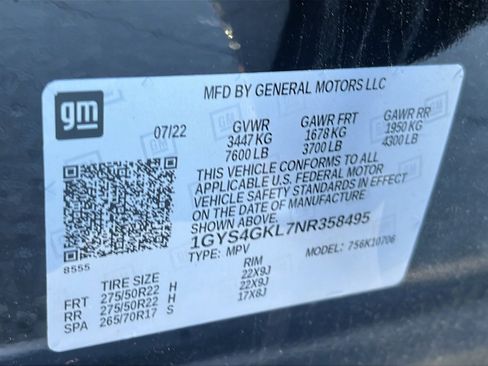 MFD BY GENERAL MOTORS LLC
gm
07/22 GVWR GAWR FRT GAWR RR
3447 KG 1678 KG 1950 KG
7600 LB 3700 LB 4300 LB
THIS VEHICLE CONFORMS TO ALL
APPLICABLE U.S. FEDERAL MOTOR
VEHICLE SAFETY STANDARDS IN EFFECT
ON THE DATE OF MANUFACTURE
SHOWN ABOVE.
1GYS4GKL7NR358495
TYPE: MPV MODEL: 756K10706
8555
TIRE SIZE RIM
FRT 275/50R22 H 22X9J
RR 275/50R22 H 22X9J
SPA 265/70R17 S 17X8J